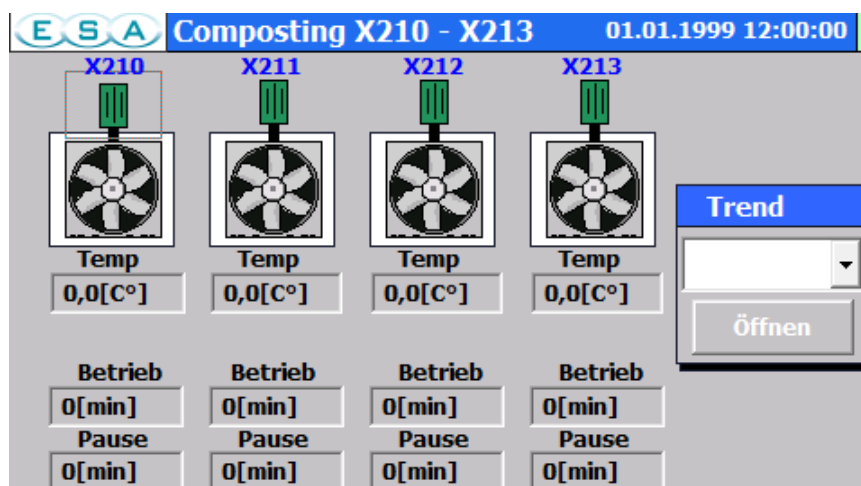 ESA Composting X210 - X213 01.01.1999 12:00:00
X210 X211 X212 X213
Trend
Temp Temp Temp Temp
0,0[C°] 0,0[C°] 0,0[C°] 0,0[C°]
Öffnen
Betrieb Betrieb Betrieb Betrieb
0[min] 0[min] 0[min] 0[min]
Pause Pause Pause Pause
0[min] 0[min] 0[min] 0[min]